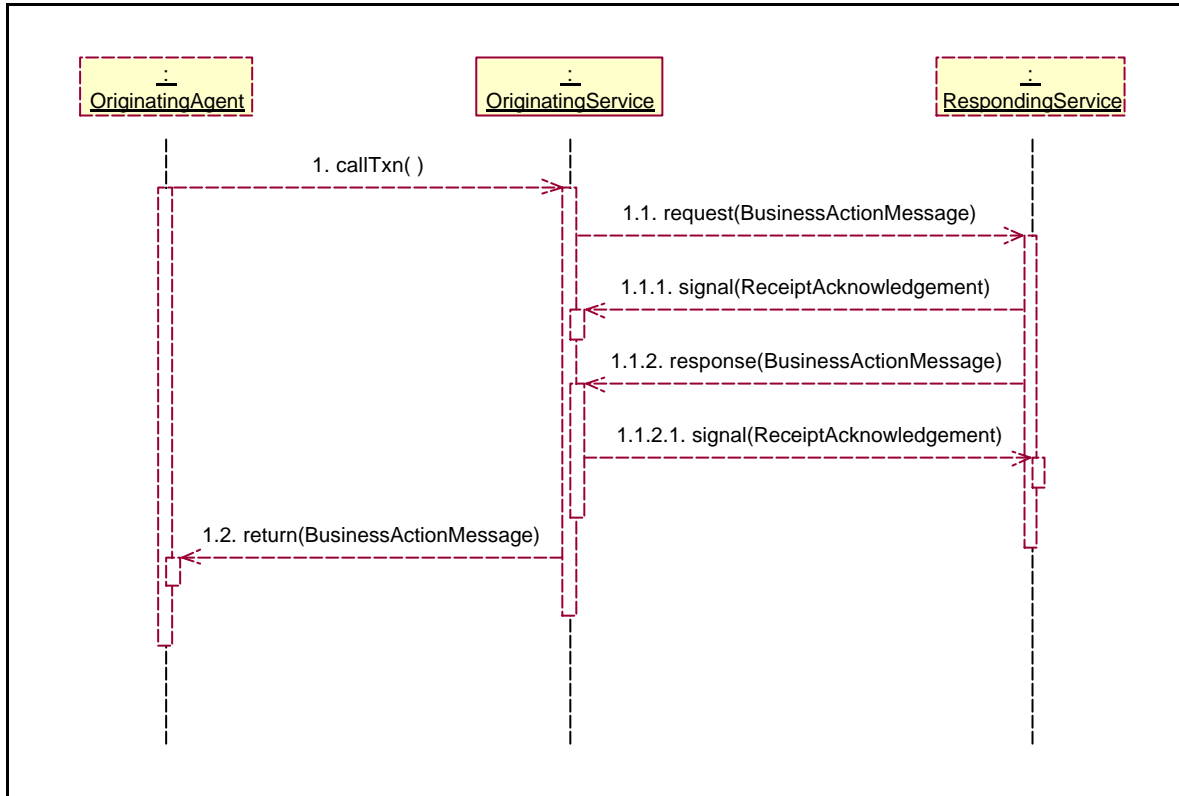 :
OriginatingAgent
:
OriginatingService
:
RespondingService
1. callTxn( )
1.1. request(BusinessActionMessage)
1.1.1. signal(ReceiptAcknowledgement)
1.1.2. response(BusinessActionMessage)
1.1.2.1. signal(ReceiptAcknowledgement)
1.2. return(BusinessActionMessage)